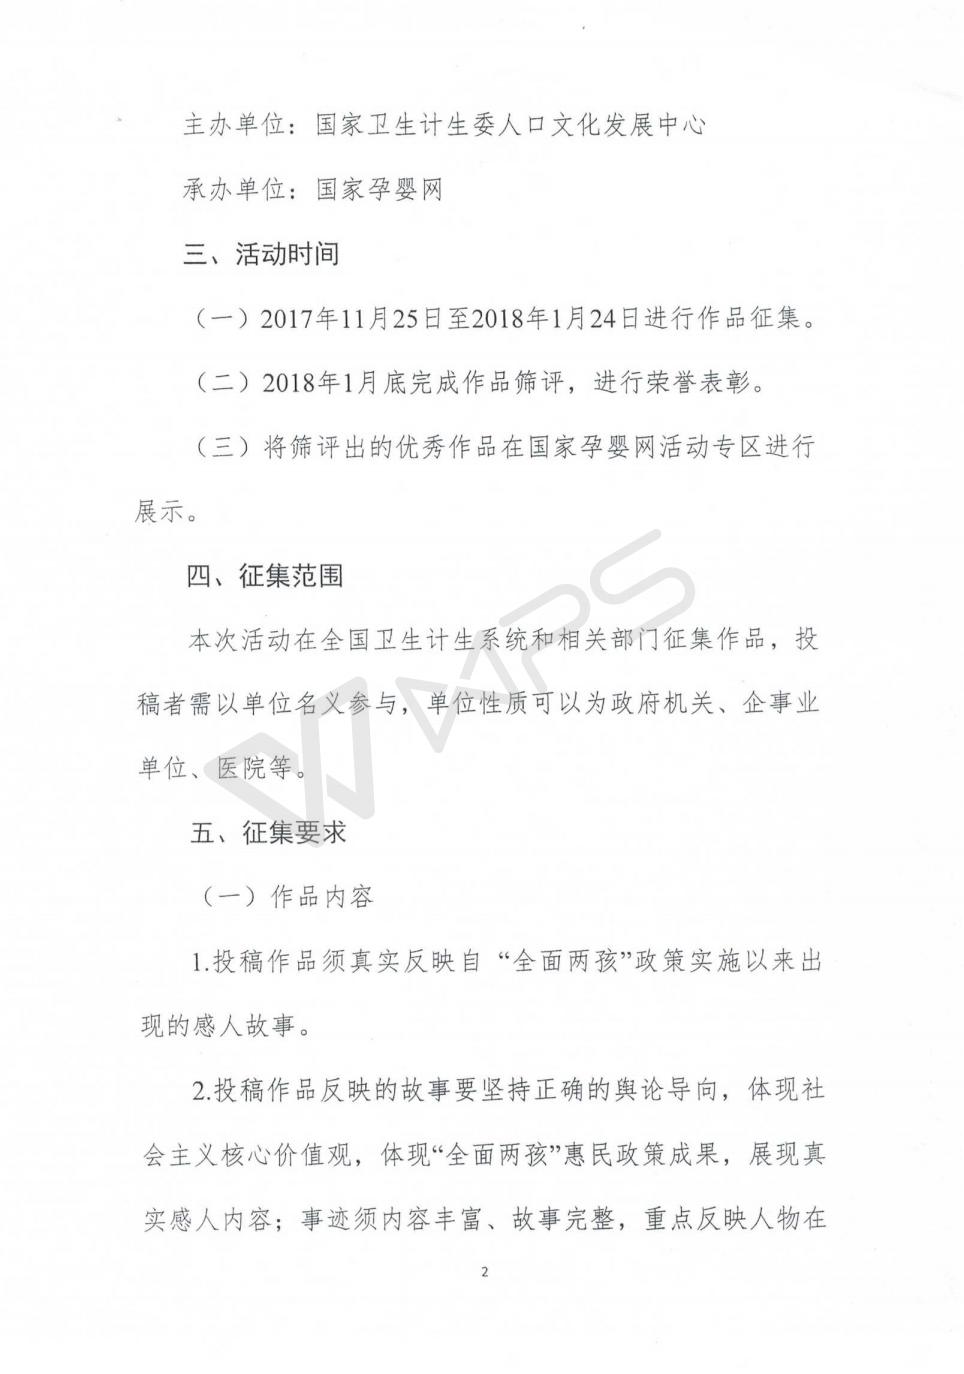 主办单位：国家卫生计生委人口文化发展中心
承办单位：国家孕婴网
三、活动时间
（一）2017年11月25日至2018年1月24日进行作品征集。
（二）2018年1月底完成作品筛评，进行荣誉表彰。
（三）将筛评出的优秀作品在国家孕婴网活动专区进行
展示。
四、征集范围
本次活动在全国卫生计生系统和相关部门征集作品，投
稿者需以单位名义参与，单位性质可以为政府机关、企事业
单位、医院等。
WPS
五、征集要求
（一）作品内容
1.投稿作品须真实反映自 “全面两孩”政策实施以来出
现的感人故事。
2.投稿作品反映的故事要坚持正确的舆论导向，体现社
会主义核心价值观，体现“全面两孩”惠民政策成果，展现真
实感人内容；事迹须内容丰富、故事完整，重点反映人物在
2